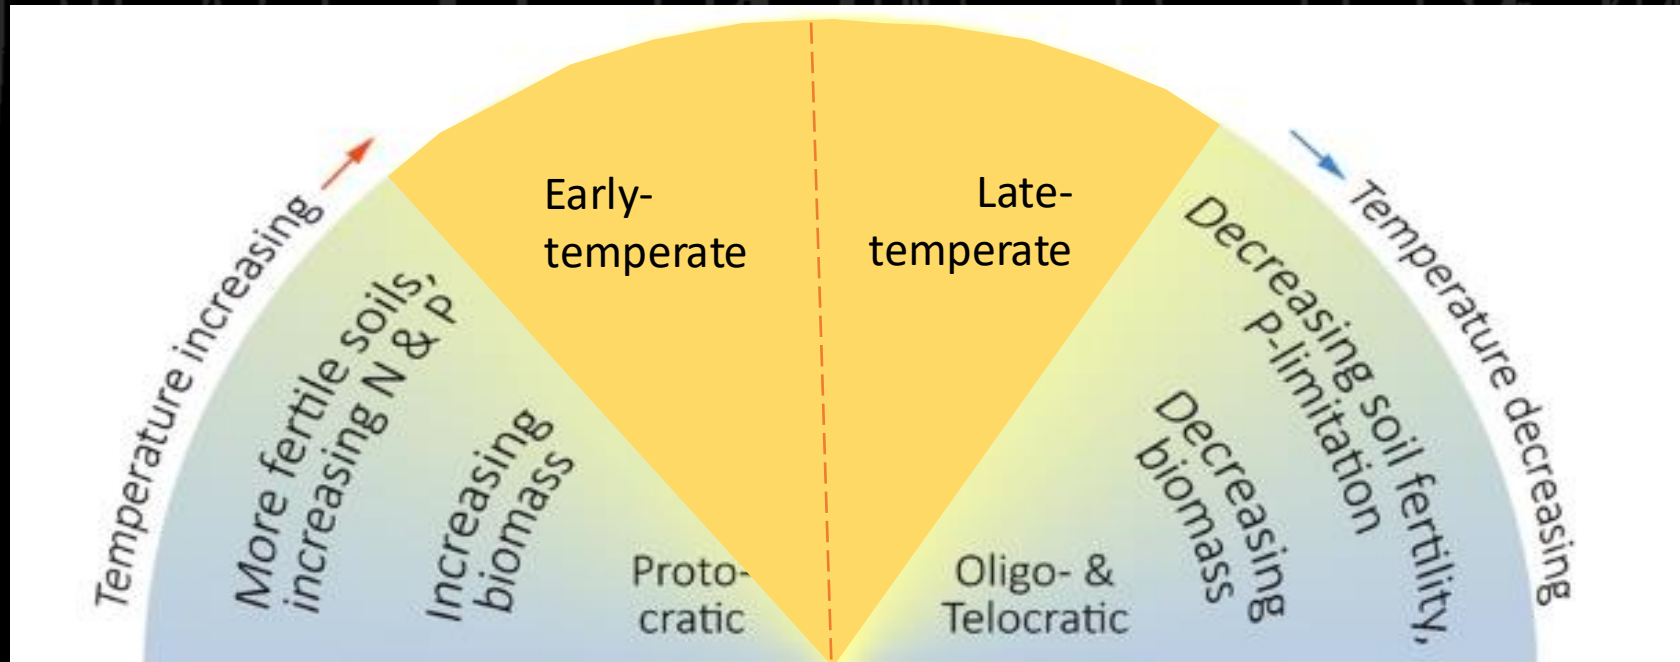 Temperature increasing
More fertile soils,
increasing N & P
Increasing
biomass
Proto-
cratic
Early-
temperate
Late-
temperate
Oligo- &
Telocratic
Decreasing
biomass
Decreasing soil fertility,
P-limitation
Temperature decreasing